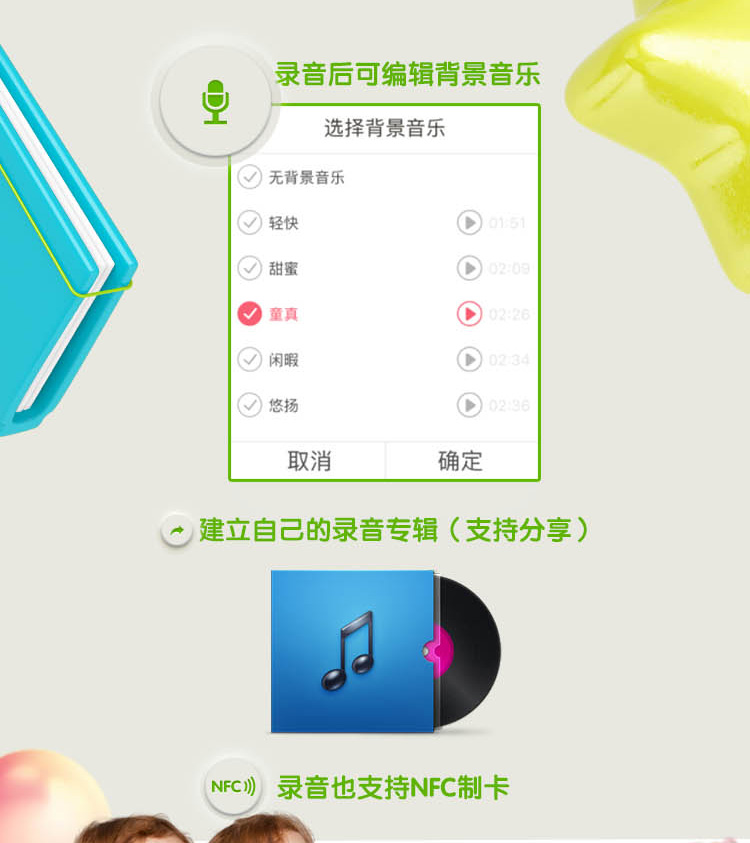 录音后可编辑背景音乐
选择背景音乐
无背景音乐
轻快 01:51
甜蜜 02:09
童真 02:26
闲暇 02:34
悠扬 02:36
取消 确定
建立自己的录音专辑（支持分享）
NFC 录音也支持NFC制卡